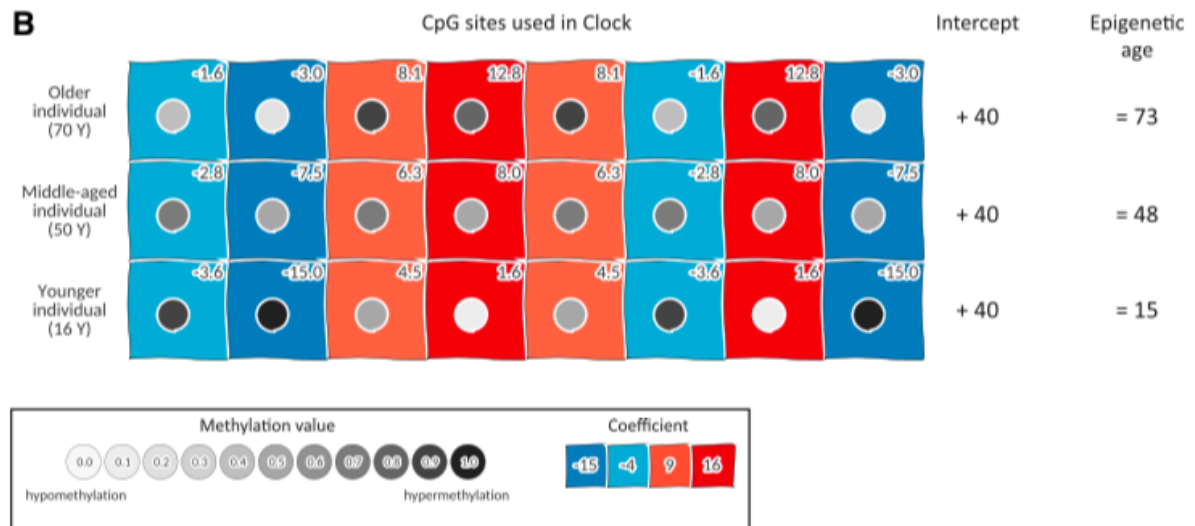 B
CpG sites used in Clock
Intercept
Epigenetic
age
Older
individual
(70 Y)
-1.6 -3.0 8.1 12.8 8.1 -1.6 12.8 -3.0
+ 40
= 73
Middle-aged
individual
(50 Y)
-2.8 -7.5 6.3 8.0 6.3 -2.8 8.0 -7.5
+ 40
= 48
Younger
individual
(16 Y)
-3.6 -15.0 4.5 1.6 4.5 -3.6 1.6 -15.0
+ 40
= 15
Methylation value
0.0 0.1 0.2 0.3 0.4 0.5 0.6 0.7 0.8 0.9 1.0
hypomethylation
hypermethylation
Coefficient
-15 -4 9 16